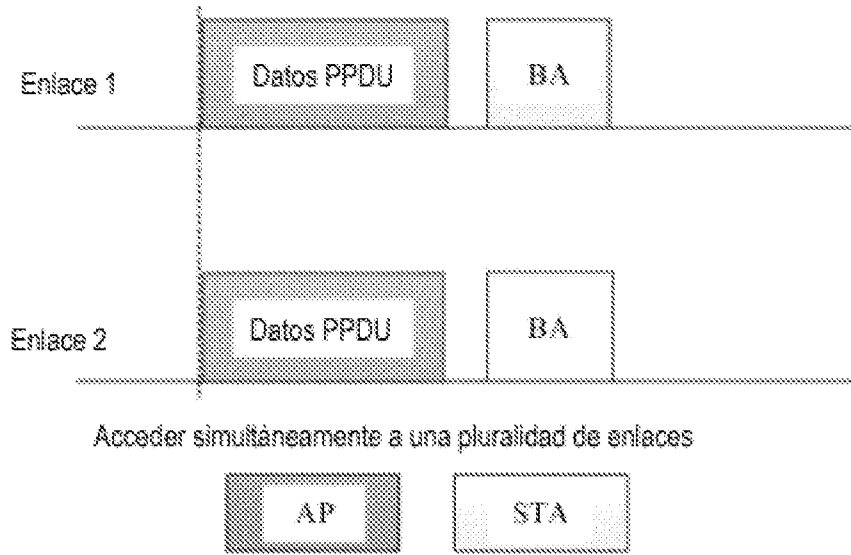 Enlace 1
Datos PPDU
BA
Enlace 2
Datos PPDU
BA
Acceder simultáneamente a una pluralidad de enlaces
AP
STA